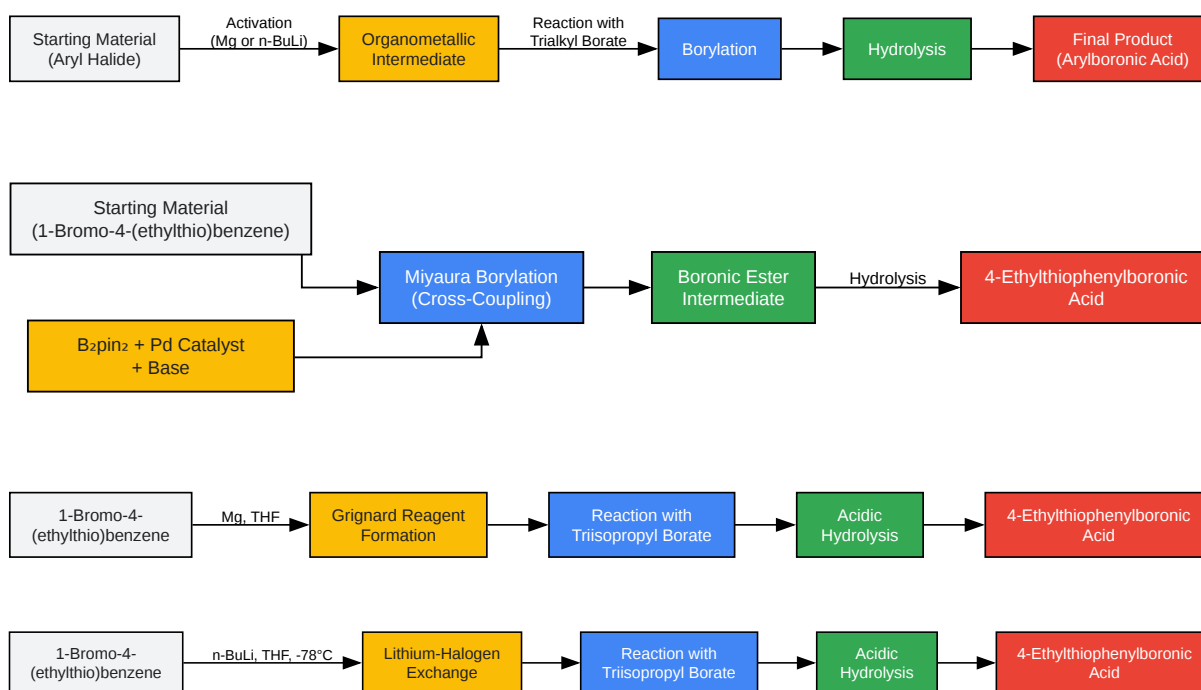 Starting Material
(Aryl Halide)
Activation
(Mg or n-BuLi)
Organometallic
Intermediate
Reaction with
Trialkyl Borate
Borylation
Hydrolysis
Final Product
(Arylboronic Acid)
Starting Material
(1-Bromo-4-(ethylthio)benzene)
B₂pin₂ + Pd Catalyst
+ Base
Miyaura Borylation
(Cross-Coupling)
Boronic Ester
Intermediate
Hydrolysis
4-Ethylthiophenylboronic
Acid
1-Bromo-4-
(ethylthio)benzene
Mg, THF
Grignard Reagent
Formation
Reaction with
Triisopropyl Borate
Acidic
Hydrolysis
4-Ethylthiophenylboronic
Acid
1-Bromo-4-
(ethylthio)benzene
n-BuLi, THF, -78°C
Lithium-Halogen
Exchange
Reaction with
Triisopropyl Borate
Acidic
Hydrolysis
4-Ethylthiophenylboronic
Acid